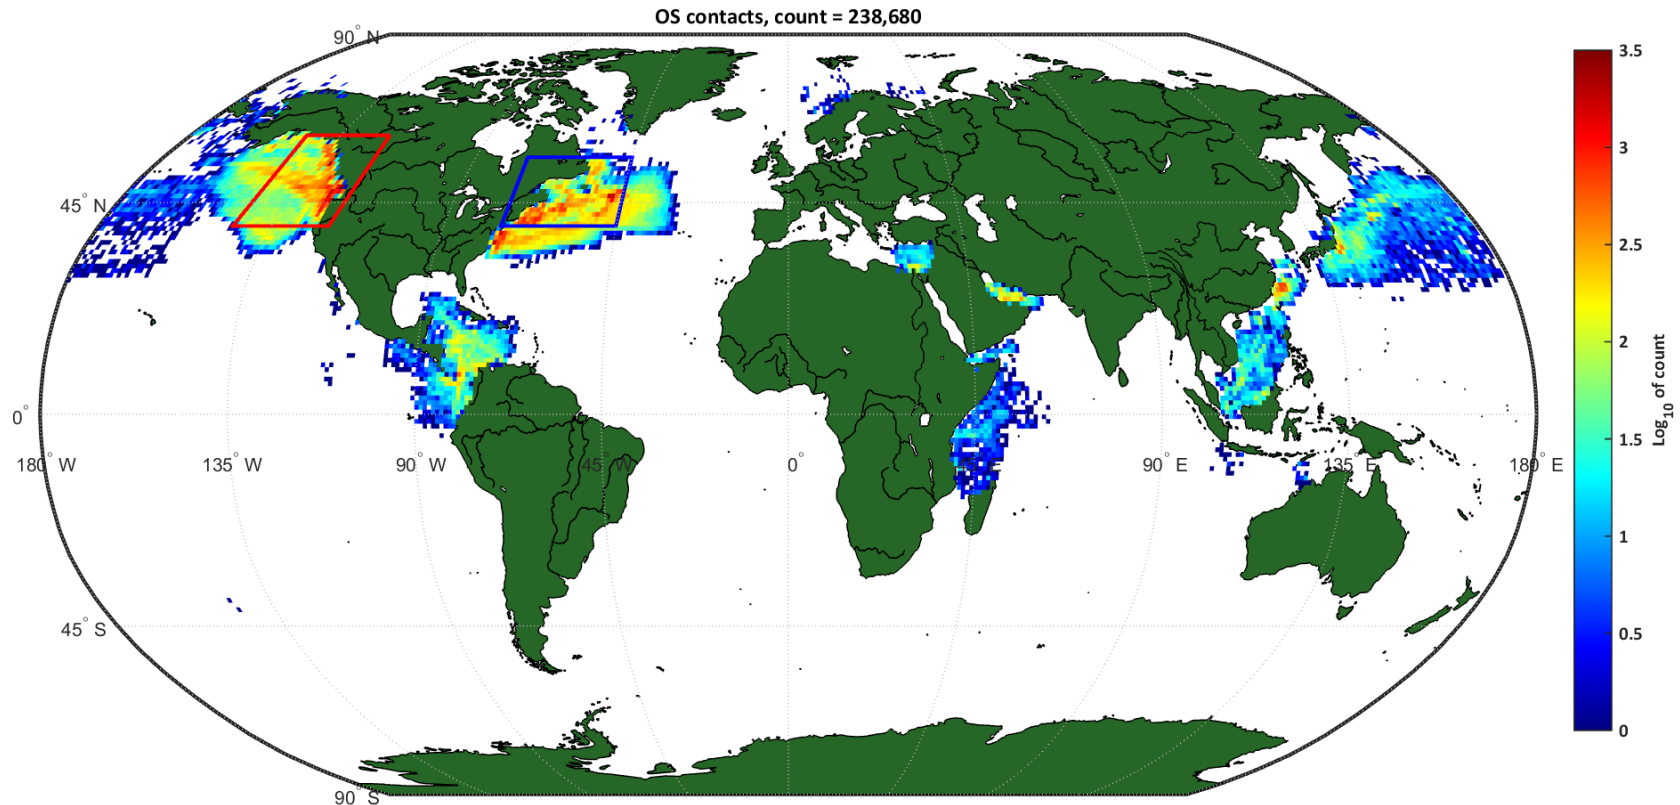 OS contacts, count = 238,680
90° N
45° N
0°
180° W
135° W
90° W
45° W
0°
45° E
90° E
135° E
180° E
45° S
90° S
3.5
3
2.5
2
1.5
1
0.5
0
Log10 of count